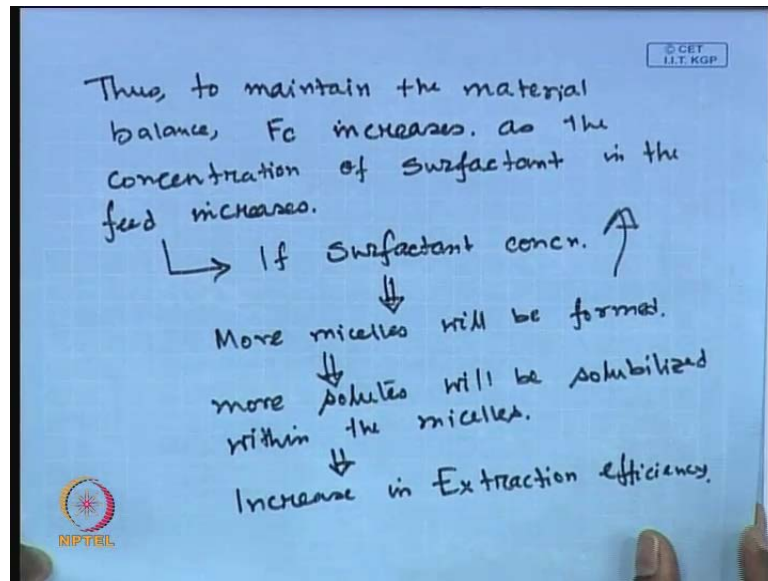 © CET
I.I.T. KGP
Thus, to maintain the material
balance, Fc increases. as the
concentration of surfactant in the
feed increases.
If surfactant concn. ↑
⇓
More micelles will be formed.
⇓
more solutes will be solubilized
within the micelles.
⇓
Increase in Extraction efficiency.
NPTEL